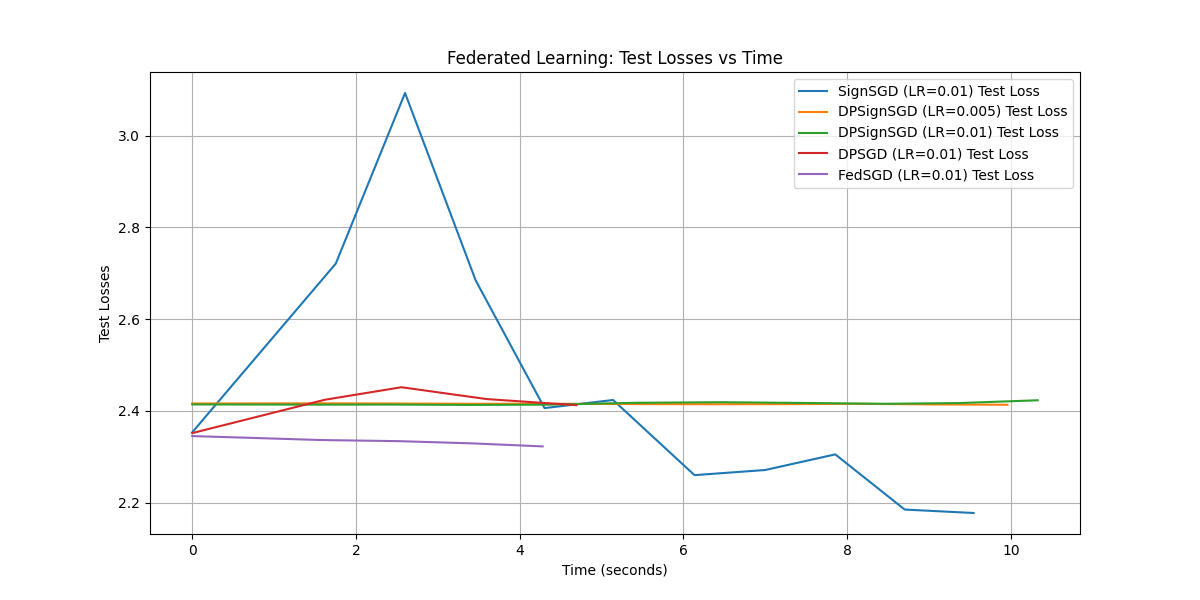 Federated Learning: Test Losses vs Time
SignSGD (LR=0.01) Test Loss
DPSignSGD (LR=0.005) Test Loss
DPSignSGD (LR=0.01) Test Loss
DPSGD (LR=0.01) Test Loss
FedSGD (LR=0.01) Test Loss
Test Losses
3.0
2.8
2.6
2.4
2.2
0 2 4 6 8 10
Time (seconds)